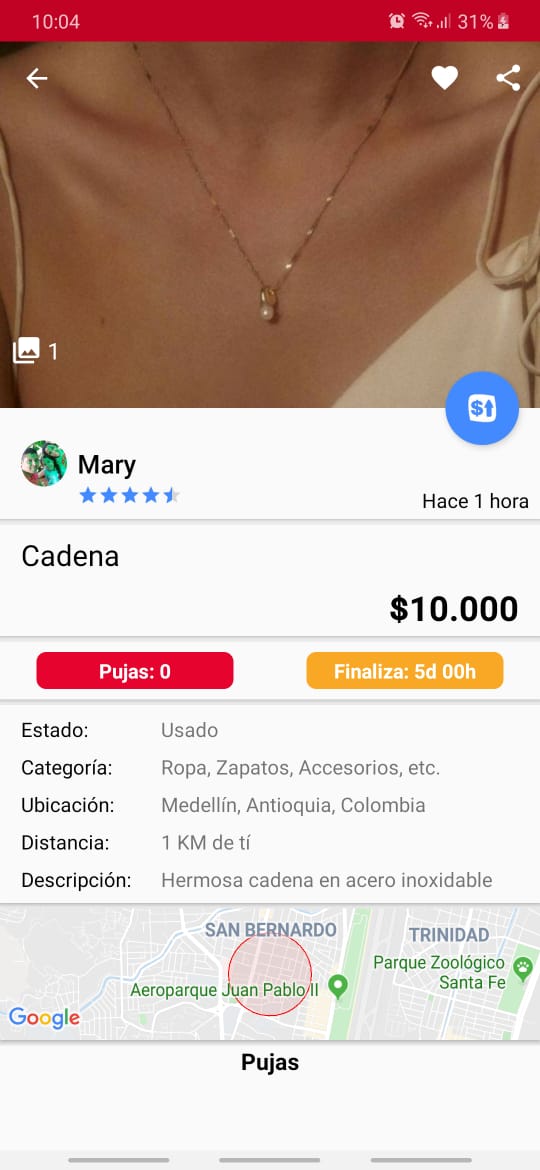 10:04
31%
1
$
Mary
Hace 1 hora
Cadena
$10.000
Pujas: 0
Finaliza: 5d 00h
Estado: Usado
Categoría: Ropa, Zapatos, Accesorios, etc.
Ubicación: Medellín, Antioquia, Colombia
Distancia: 1 KM de tí
Descripción: Hermosa cadena en acero inoxidable
SAN BERNARDO
TRINIDAD
Parque Zoológico
Santa Fe
Aeroparque Juan Pablo II
Google
Pujas